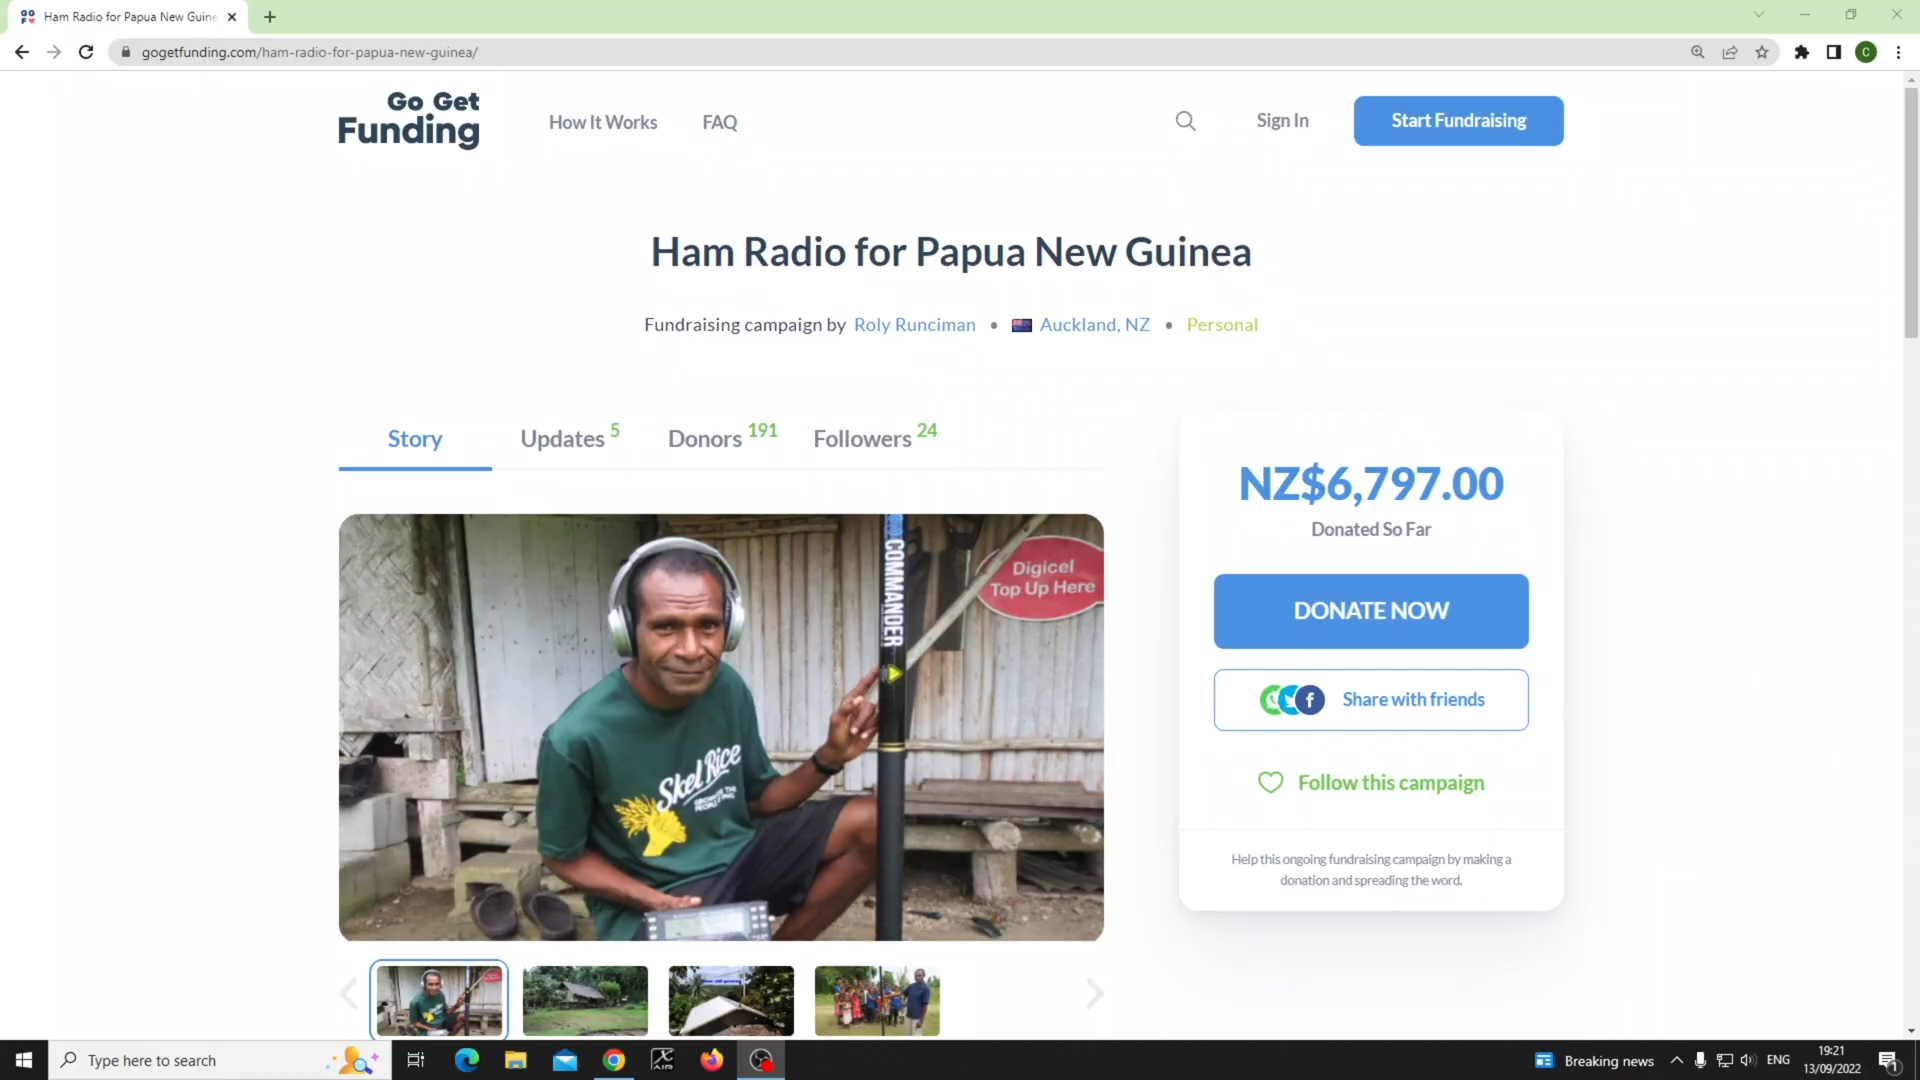 Ham Radio for Papua New Guine
gogetfunding.com/ham-radio-for-papua-new-guinea/
C
Go Get
Funding
How It Works
FAQ
Sign In
Start Fundraising
Ham Radio for Papua New Guinea
Fundraising campaign by Roly Runciman • Auckland, NZ • Personal
Story
Updates 5
Donors 191
Followers 24
NZ$6,797.00
Donated So Far
DONATE NOW
Share with friends
Follow this campaign
Help this ongoing fundraising campaign by making a
donation and spreading the word.
COMMANDER
Digicel
Top Up Here
Skel Rice
Type here to search
AIR
Breaking news
ENG
19:21
13/09/2022
1